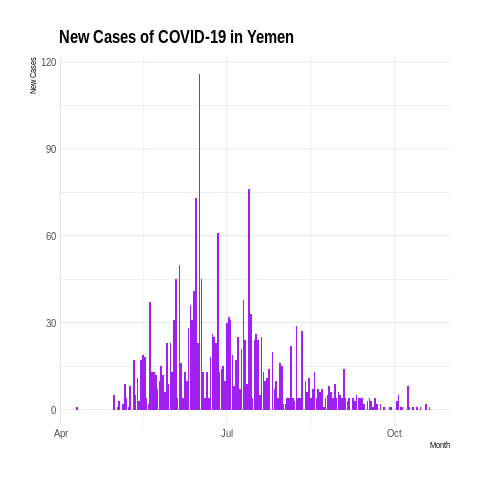 New Cases of COVID-19 in Yemen
New Cases
120
90
60
30
0
Apr
Jul
Oct
Month